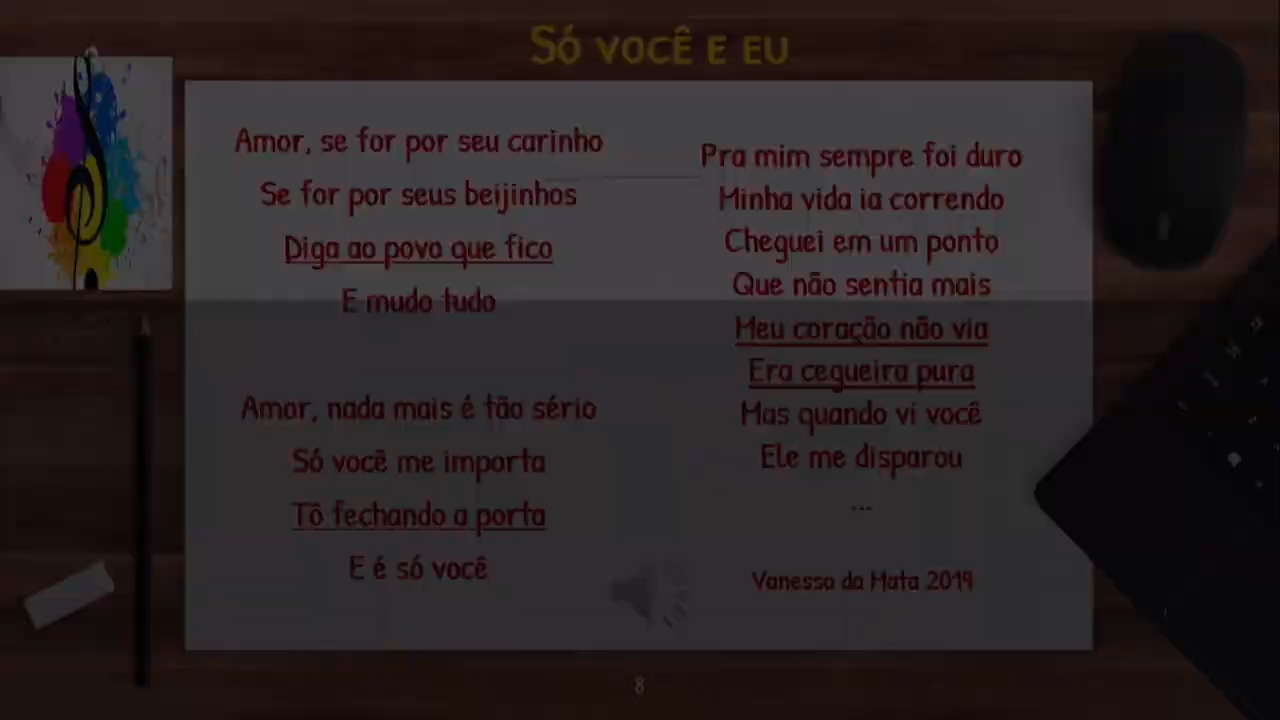 Só você e eu
Amor, se for por seu carinho
Se for por seus beijinhos
Diga ao povo que fico
E mudo tudo
Amor, nada mais é tão sério
Só você me importa
Tô fechando a porta
E é só você
Pra mim sempre foi duro
Minha vida ia correndo
Cheguei em um ponto
Que não sentia mais
Meu coração não via
Era cegueira pura
Mas quando vi você
Ele me disparou
...
Vanessa da Mata 2019
8